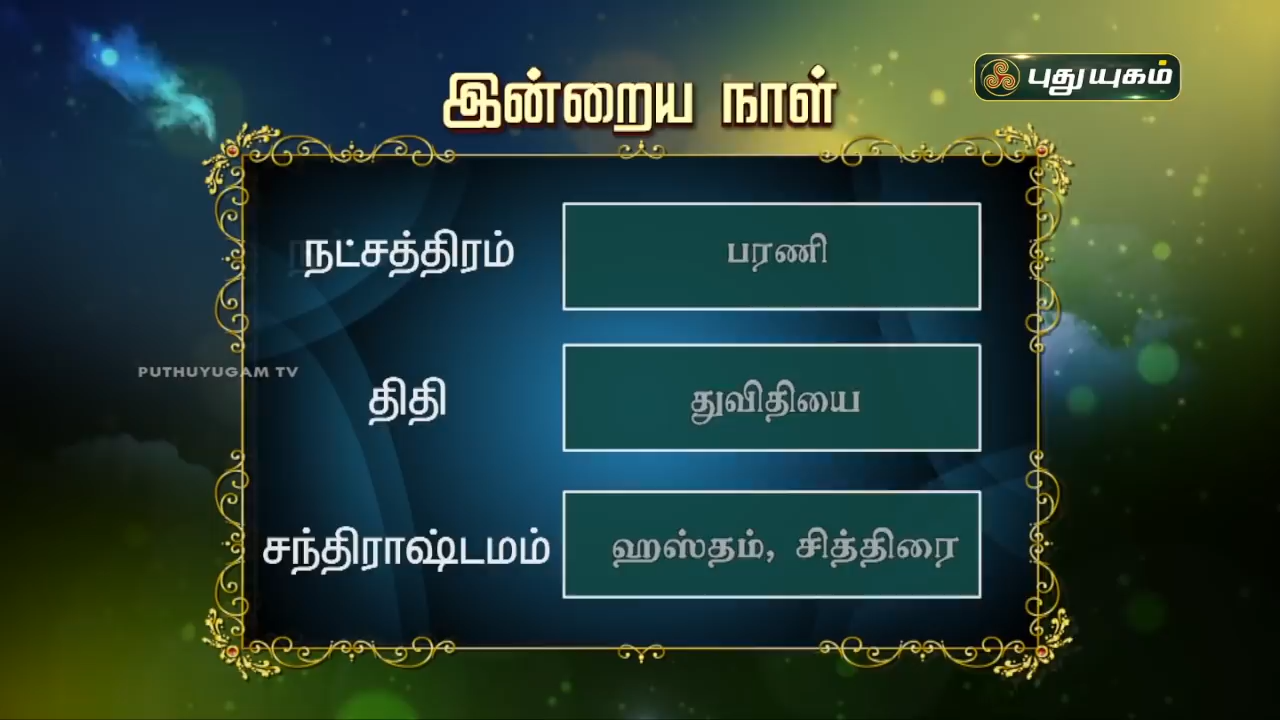 இன்றைய நாள்
புதுயுகம்
நட்சத்திரம் பரணி
PUTHUYUGAM TV
திதி துவிதியை
சந்திராஷ்டமம் ஹஸ்தம், சித்திரை